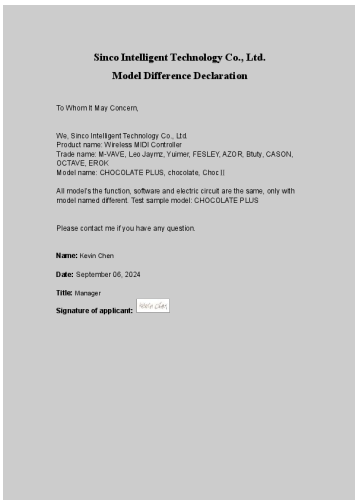 Sinco Intelligent Technology Co., Ltd.
Model Difference Declaration
To Whom It May Concern,
We, Sinco Intelligent Technology Co., Ltd.
Product name: Wireless MIDI Controller
Trade name: M-VAVE, Leo Jaymz, Yuimer, FESLEY, AZOR, Btuty, CASON,
OCTAVE, EROK
Model name: CHOCOLATE PLUS, chocolate, Choc ||
All model's the function, software and electric circuit are the same, only with
model named different. Test sample model: CHOCOLATE PLUS
Please contact me if you have any question.
Name: Kevin Chen
Date: September 06, 2024
Title: Manager
Signature of applicant: Kevin Chen